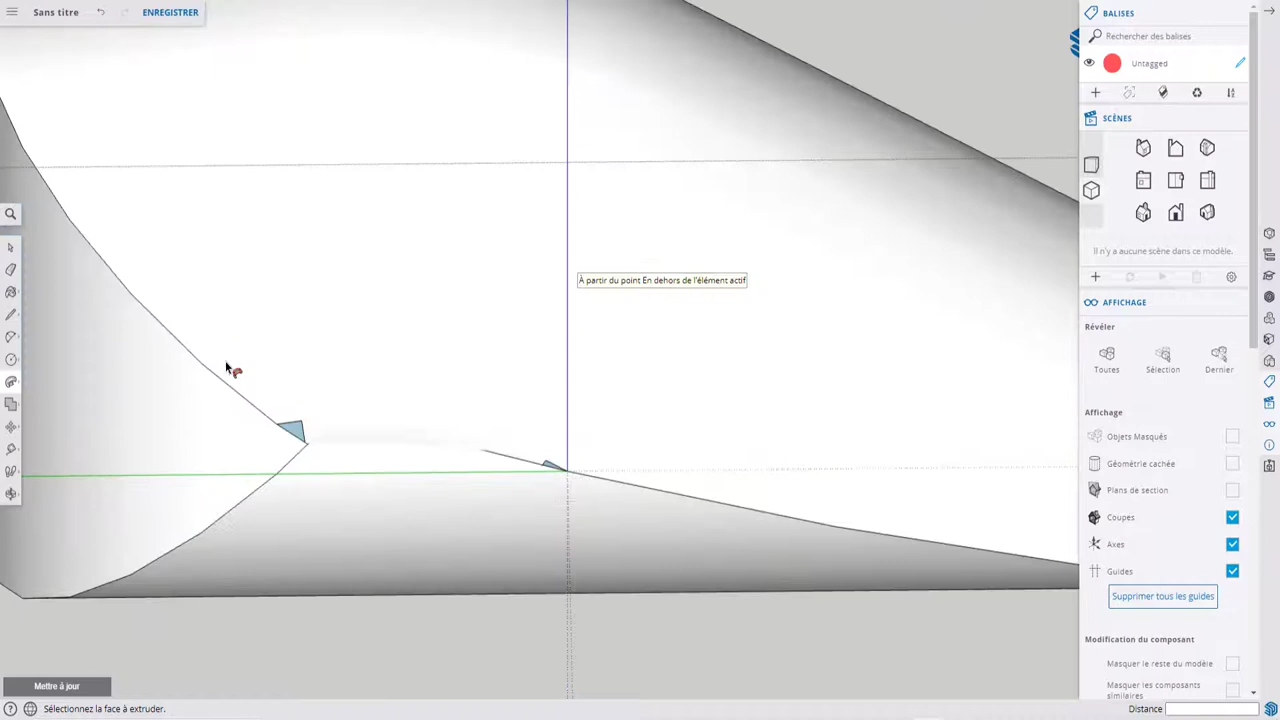 Sans titre
ENREGISTRER
BALISES
Rechercher des balises
Untagged
SCÈNES
Il n'y a aucune scène dans ce modèle.
À partir du point En dehors de l'élément actif
AFFICHAGE
Révéler
Toutes
Sélection
Dernier
Affichage
Objets Masqués
Géométrie cachée
Plans de section
Coupes
Axes
Guides
Supprimer tous les guides
Modification du composant
Masquer le reste du modèle
Masquer les composants
similaires
Mettre à jour
Sélectionnez la face à extruder.
Distance